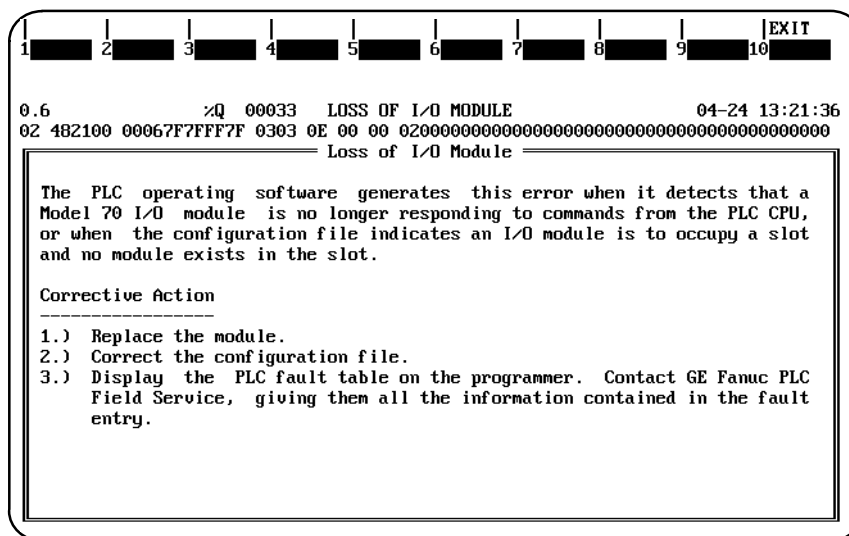 EXIT
1 2 3 4 5 6 7 8 9 10
0.6 %Q 00033 LOSS OF I/O MODULE 04-24 13:21:36
02 482100 00067F7FFF7F 0303 0E 00 00 020000000000000000000000000000000000000000
Loss of I/O Module
The PLC operating software generates this error when it detects that a
Model 70 I/O module is no longer responding to commands from the PLC CPU,
or when the configuration file indicates an I/O module is to occupy a slot
and no module exists in the slot.
Corrective Action
-----------------
1.) Replace the module.
2.) Correct the configuration file.
3.) Display the PLC fault table on the programmer. Contact GE Fanuc PLC
Field Service, giving them all the information contained in the fault
entry.